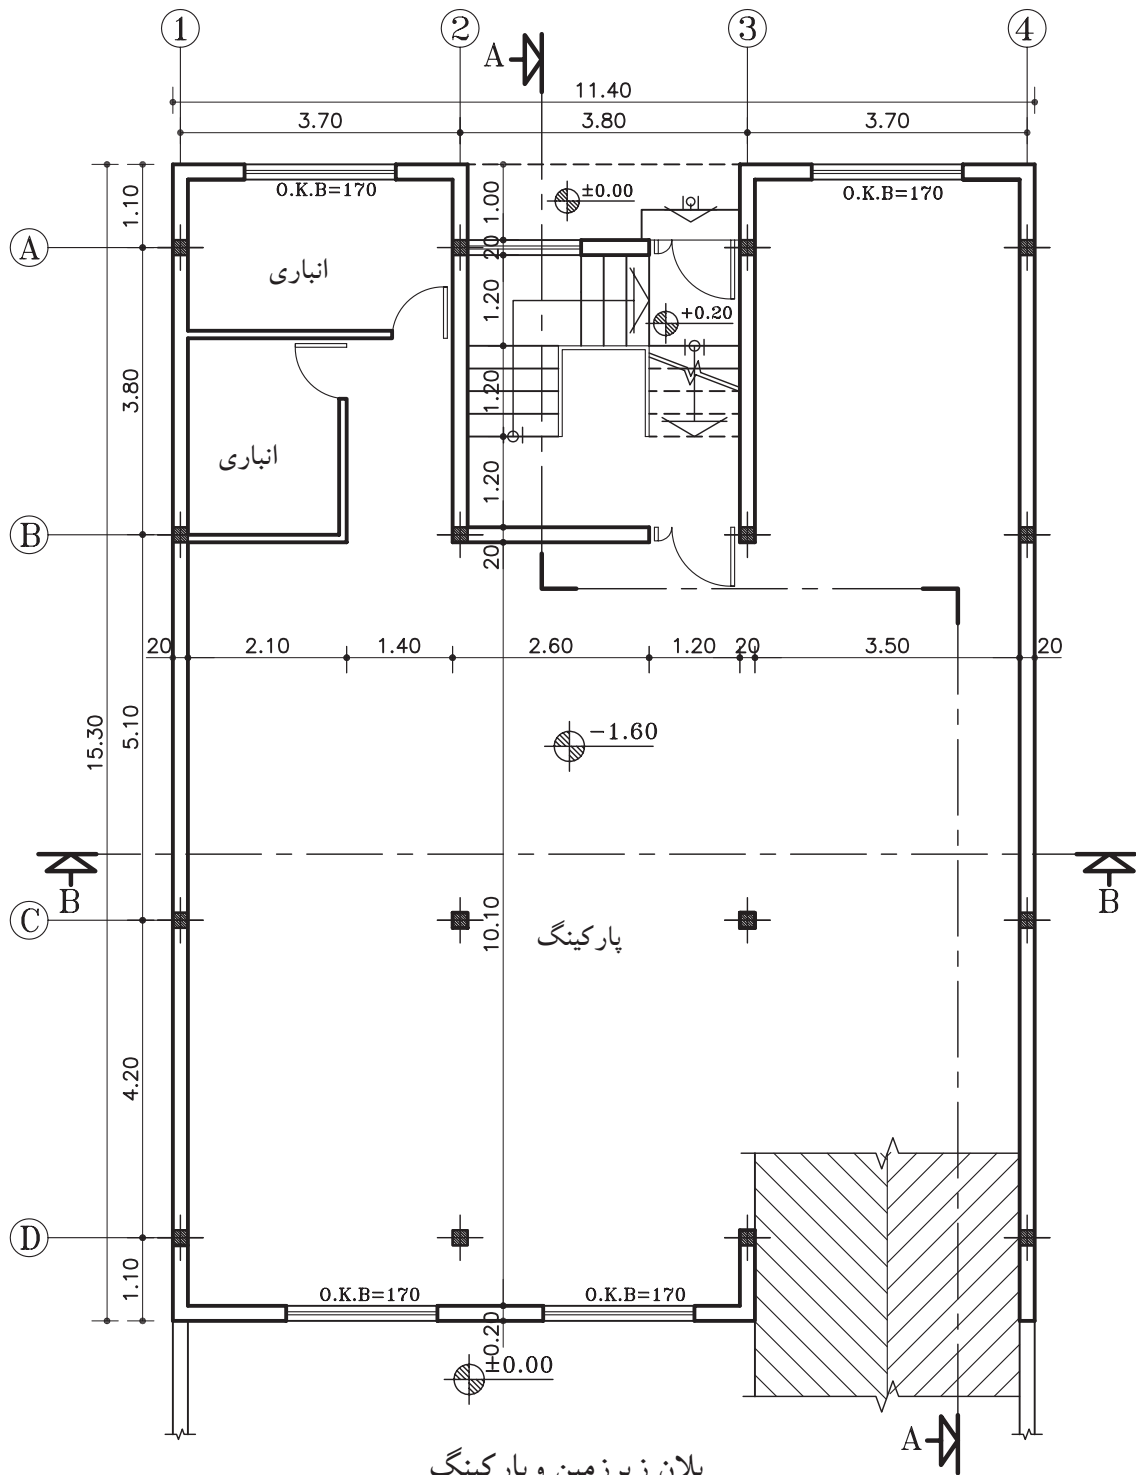 1 2 3 4
A
11.40
3.70 3.80 3.70
O.K.B=170 ±0.00 O.K.B=170
1.10 1.00
A 20
انباری
1.20 +0.20
3.80 1.20
انباری
1.20
B
20
20 2.10 1.40 2.60 1.20 20 3.50 20
15.30 5.10 -1.60
B B
C 10.10 پارکینگ
4.20
D
1.10 O.K.B=170 O.K.B=170
±0.20
±0.00
A
پلان زیرزمین و پارکینگ